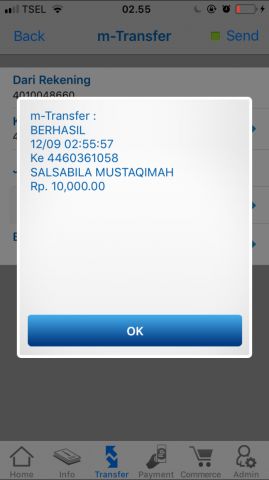 TSEL 02.55
Back m-Transfer Send
Dari Rekening
4010048660
m-Transfer :
BERHASIL
12/09 02:55:57
Ke 4460361058
SALSABILA MUSTAQIMAH
Rp. 10,000.00
OK
Home Info Transfer Payment Commerce Admin